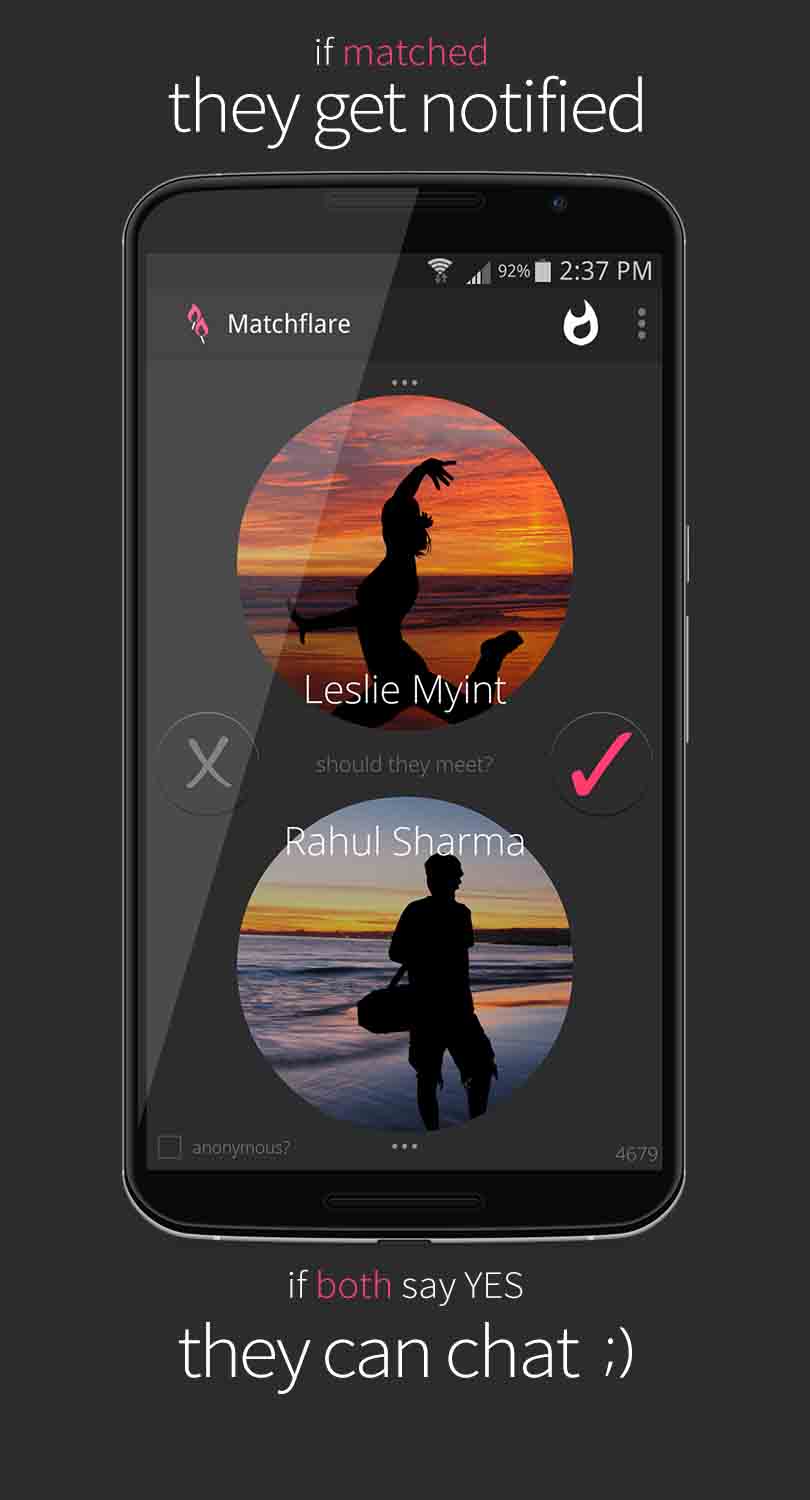 if matched
they get notified
92% 2:37 PM
Matchflare
Leslie Myint
X
should they meet?
Rahul Sharma
anonymous?
4679
if both say YES
they can chat ;)